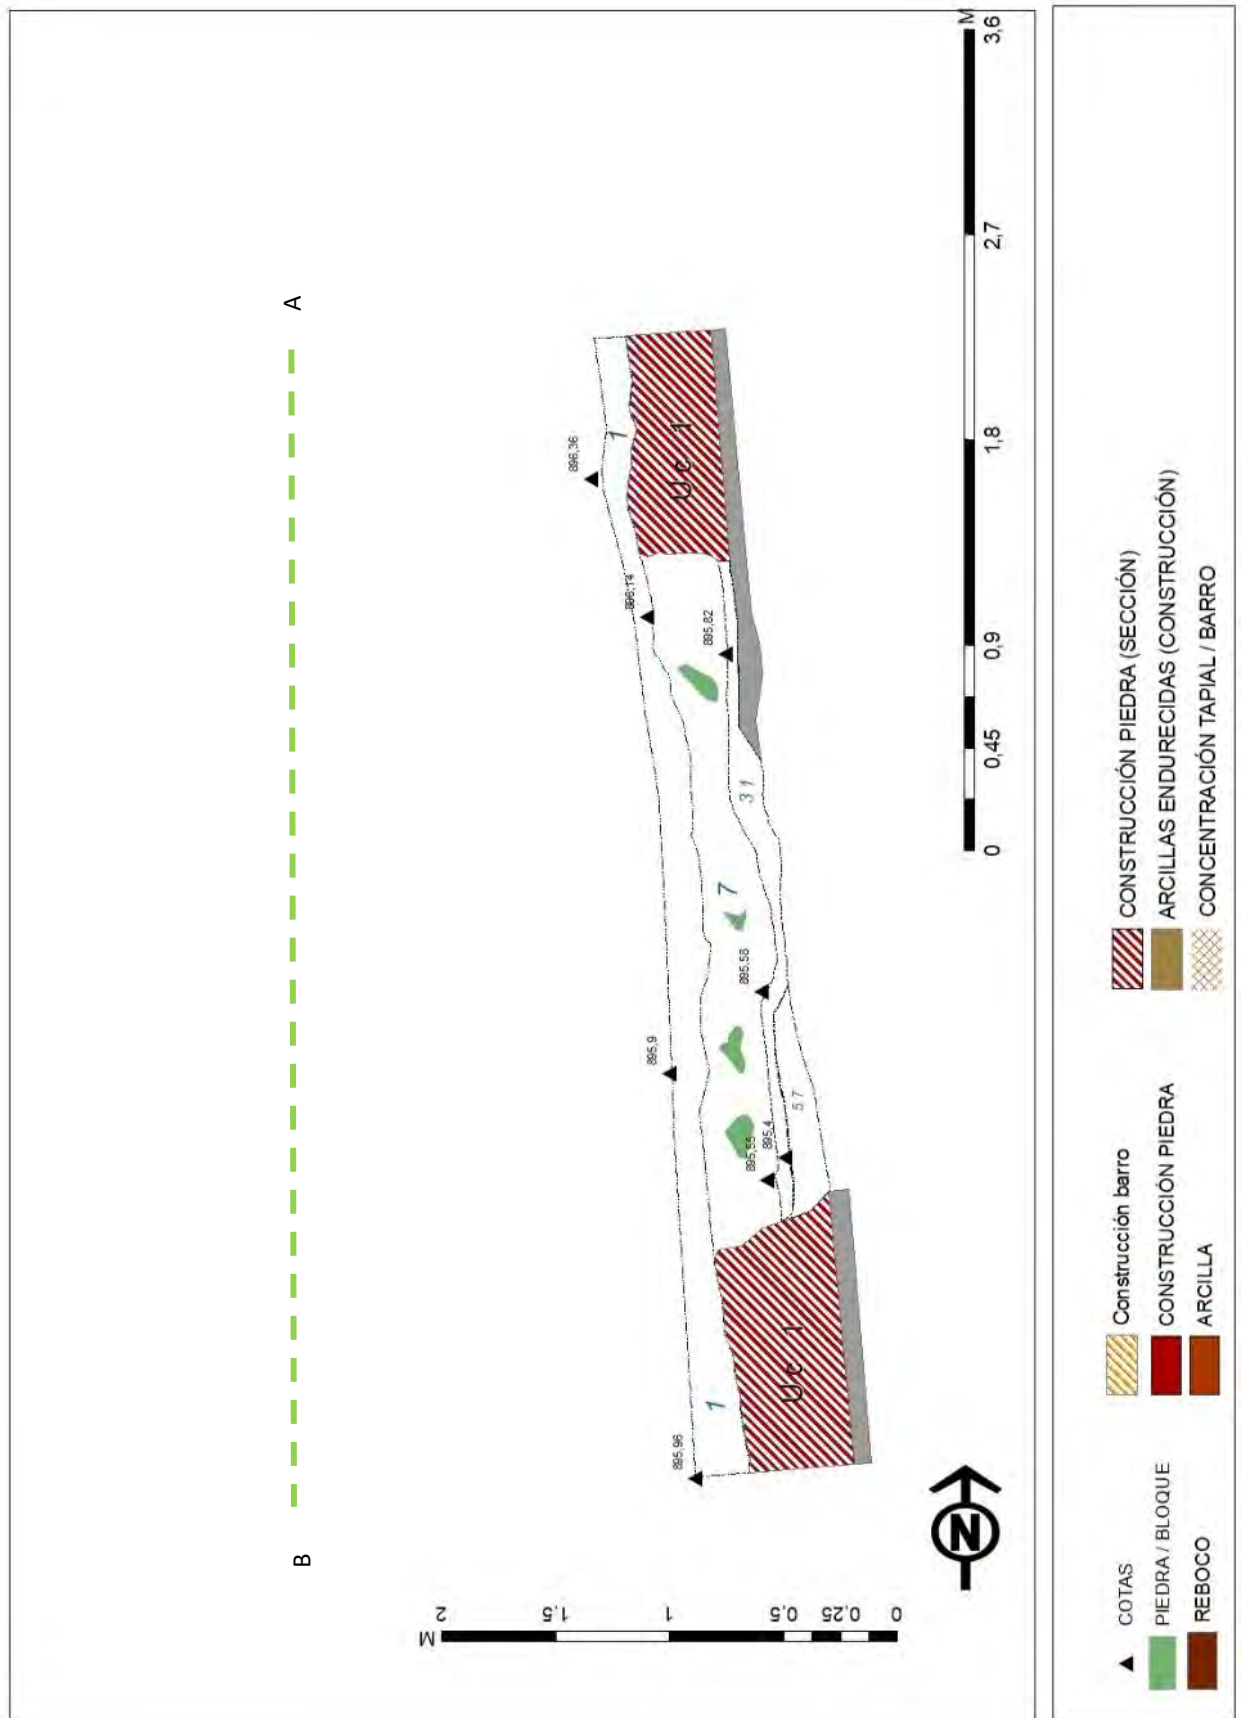 A
B
896,36
1
896,14
895,82
Uc 1
31
7
895,58
895,9
57
895,4
895,55
Uc 1
1
895,96
M
3,6
2,7
1,8
0,9
0,45
0
M
2
1,5
1
0,5
0,25
0
N
COTAS
PIEDRA / BLOQUE
REBOCO
Construcción barro
CONSTRUCCIÓN PIEDRA
ARCILLA
CONSTRUCCIÓN PIEDRA (SECCIÓN)
ARCILLAS ENDURECIDAS (CONSTRUCCIÓN)
CONCENTRACIÓN TAPIAL / BARRO